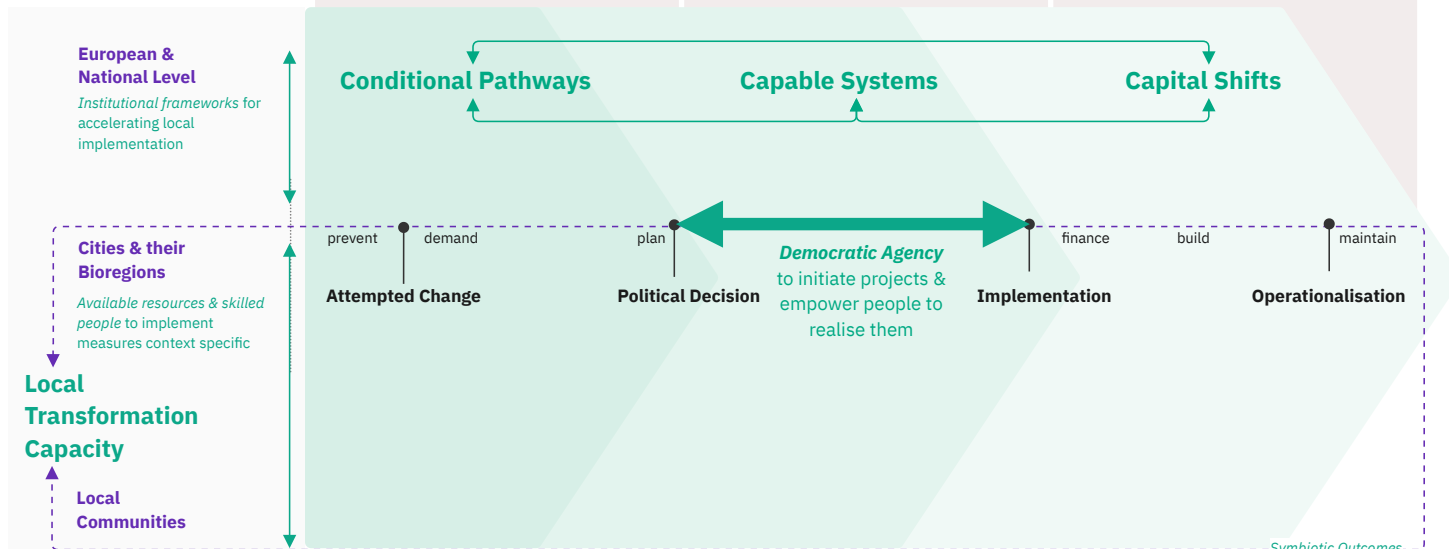 European &
National Level
Institutional frameworks for
accelerating local
implementation
Conditional Pathways
Capable Systems
Capital Shifts
Cities & their
Bioregions
Available resources & skilled
people to implement
measures context specific
prevent
demand
plan
finance
build
maintain
Attempted Change
Political Decision
Democratic Agency
to initiate projects &
empower people to
realise them
Implementation
Operationalisation
Local
Transformation
Capacity
Local
Communities
Symbiotic Outcomes